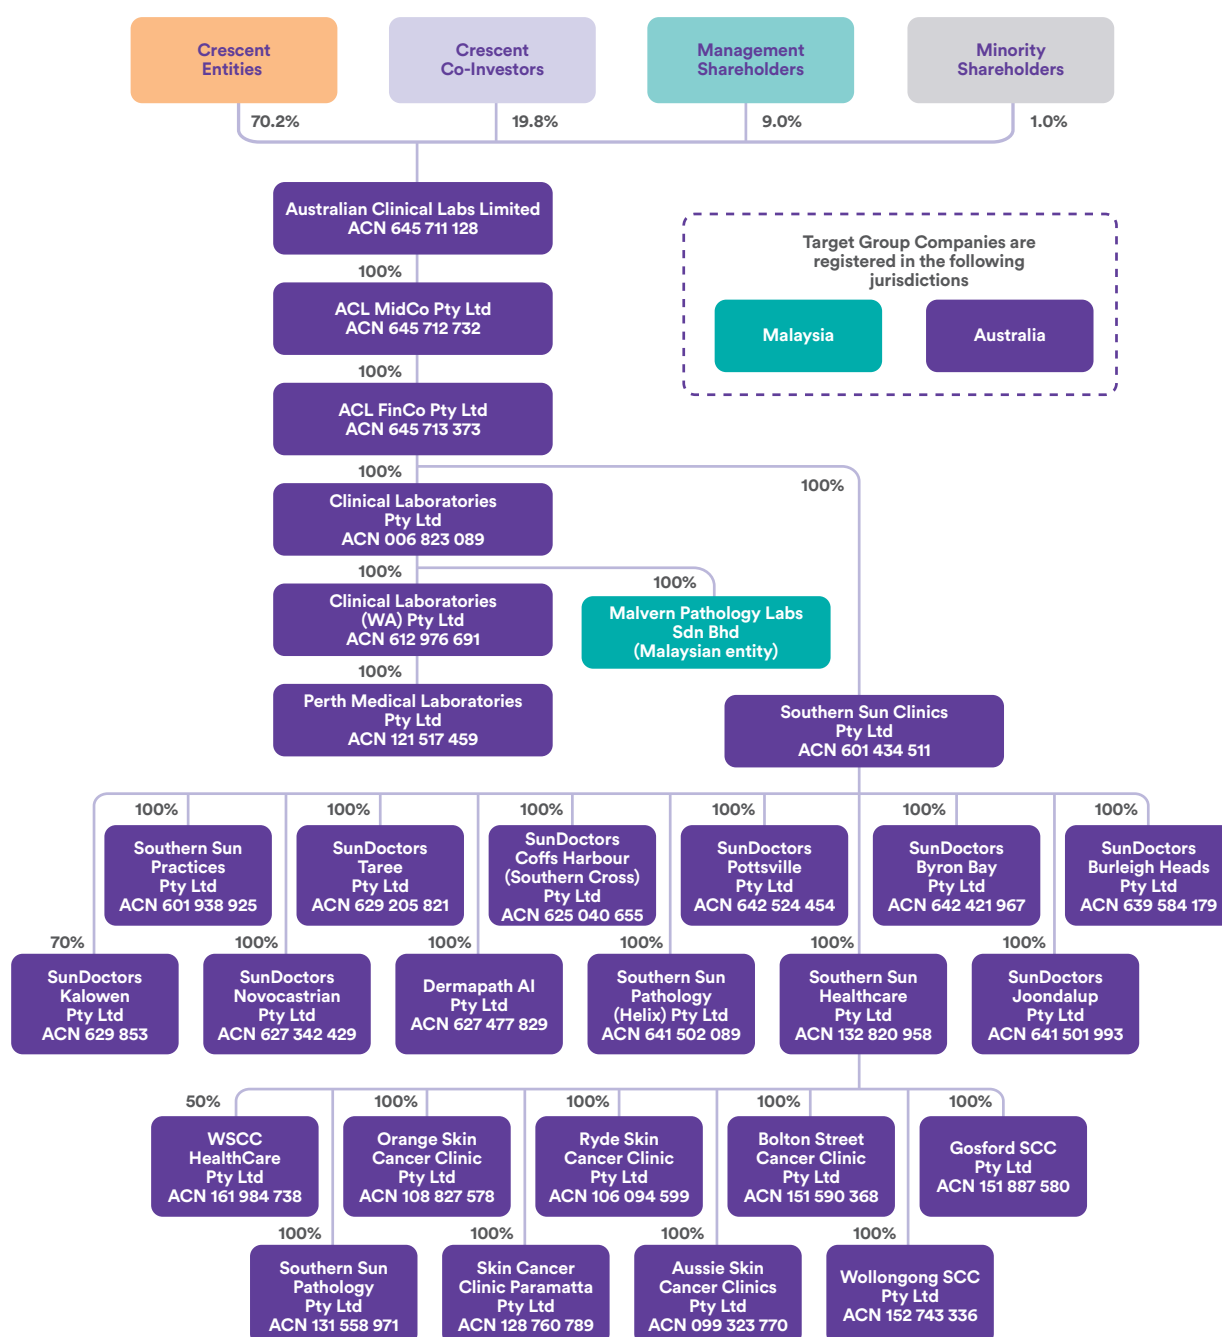 Crescent
Entities
Crescent
Co-Investors
Management
Shareholders
Minority
Shareholders
70.2%
19.8%
9.0%
1.0%
Australian Clinical Labs Limited
ACN 645 711 128
100%
ACL MidCo Pty Ltd
ACN 645 712 732
100%
ACL FinCo Pty Ltd
ACN 645 713 373
Target Group Companies are
registered in the following
jurisdictions
Malaysia
Australia
100%
100%
Clinical Laboratories
Pty Ltd
ACN 006 823 089
100%
100%
Clinical Laboratories
(WA) Pty Ltd
ACN 612 976 691
Malvern Pathology Labs
Sdn Bhd
(Malaysian entity)
100%
Perth Medical Laboratories
Pty Ltd
ACN 121 517 459
Southern Sun Clinics
Pty Ltd
ACN 601 434 511
100%
100%
100%
100%
100%
100%
Southern Sun
Practices
Pty Ltd
ACN 601 938 925
SunDoctors
Taree
Pty Ltd
ACN 629 205 821
SunDoctors
Coffs Harbour
(Southern Cross)
Pty Ltd
ACN 625 040 655
SunDoctors
Pottsville
Pty Ltd
ACN 642 524 454
SunDoctors
Byron Bay
Pty Ltd
ACN 642 421 967
SunDoctors
Burleigh Heads
Pty Ltd
ACN 639 584 179
70%
100%
100%
100%
100%
100%
SunDoctors
Kalowen
Pty Ltd
ACN 629 853
SunDoctors
Novocastrian
Pty Ltd
ACN 627 342 429
Dermapath AI
Pty Ltd
ACN 627 477 829
Southern Sun
Pathology
(Helix) Pty Ltd
ACN 641 502 089
Southern Sun
Healthcare
Pty Ltd
ACN 132 820 958
SunDoctors
Joondalup
Pty Ltd
ACN 641 501 993
50%
100%
100%
100%
100%
WSCC
HealthCare
Pty Ltd
ACN 161 984 738
Orange Skin
Cancer Clinic
Pty Ltd
ACN 108 827 578
Ryde Skin
Cancer Clinic
Pty Ltd
ACN 106 094 599
Bolton Street
Cancer Clinic
Pty Ltd
ACN 151 590 368
Gosford SCC
Pty Ltd
ACN 151 887 580
100%
100%
100%
100%
Southern Sun
Pathology
Pty Ltd
ACN 131 558 971
Skin Cancer
Clinic Paramatta
Pty Ltd
ACN 128 760 789
Aussie Skin
Cancer Clinics
Pty Ltd
ACN 099 323 770
Wollongong SCC
Pty Ltd
ACN 152 743 336